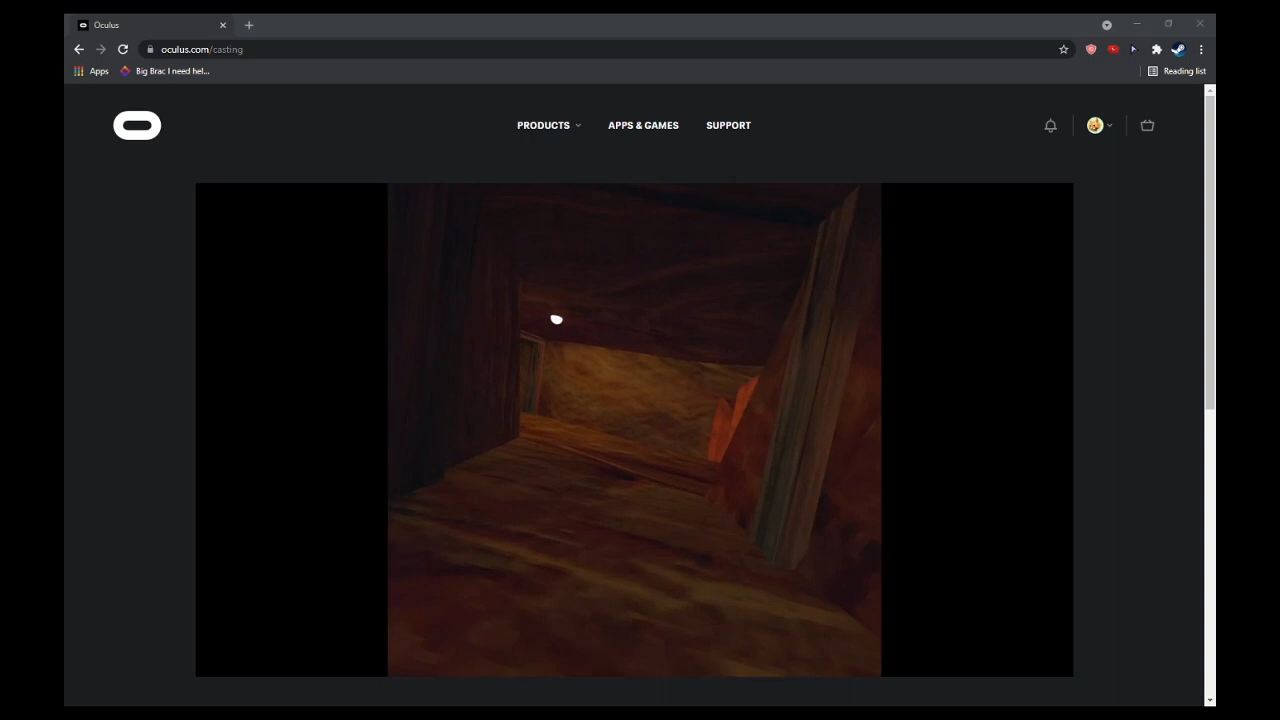 Oculus
oculus.com/casting
Apps
Big Brac I need hel...
Reading list
PRODUCTS
APPS & GAMES
SUPPORT